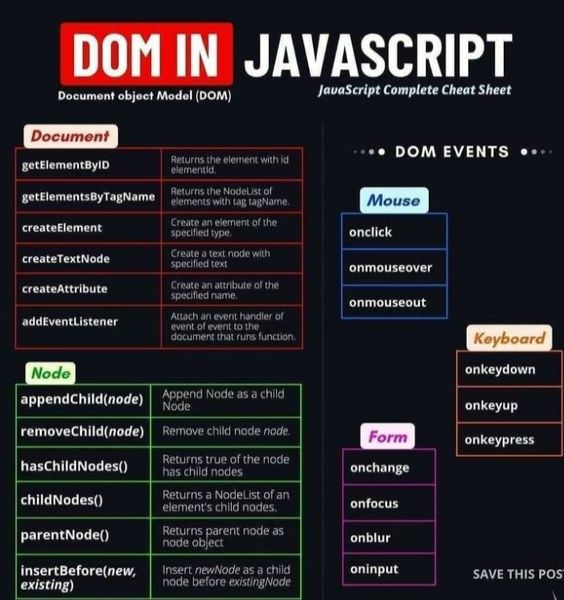 DOM IN JAVASCRIPT
Document object Model (DOM)
JavaScript Complete Cheat Sheet
Document
getElementByID
Returns the element with id
elementId.
getElementsByTagName
Returns the NodeList of
elements with tag tagName.
createElement
Create an element of the
specified type.
createTextNode
Create a text node with
specified text
createAttribute
Create an attribute of the
specified name.
addEventListener
Attach an event handler of
event of event to the
document that runs function.
Node
appendChild(node)
Append Node as a child
Node
removeChild(node)
Remove child node node.
hasChildNodes()
Returns true of the node
has child nodes
childNodes()
Returns a NodeList of an
element's child nodes.
parentNode()
Returns parent node as
node object
insertBefore(new,
existing)
Insert newNode as a child
node before existingNode
DOM EVENTS
Mouse
onclick
onmouseover
onmouseout
Keyboard
onkeydown
onkeyup
onkeypress
Form
onchange
onfocus
onblur
oninput
SAVE THIS POS